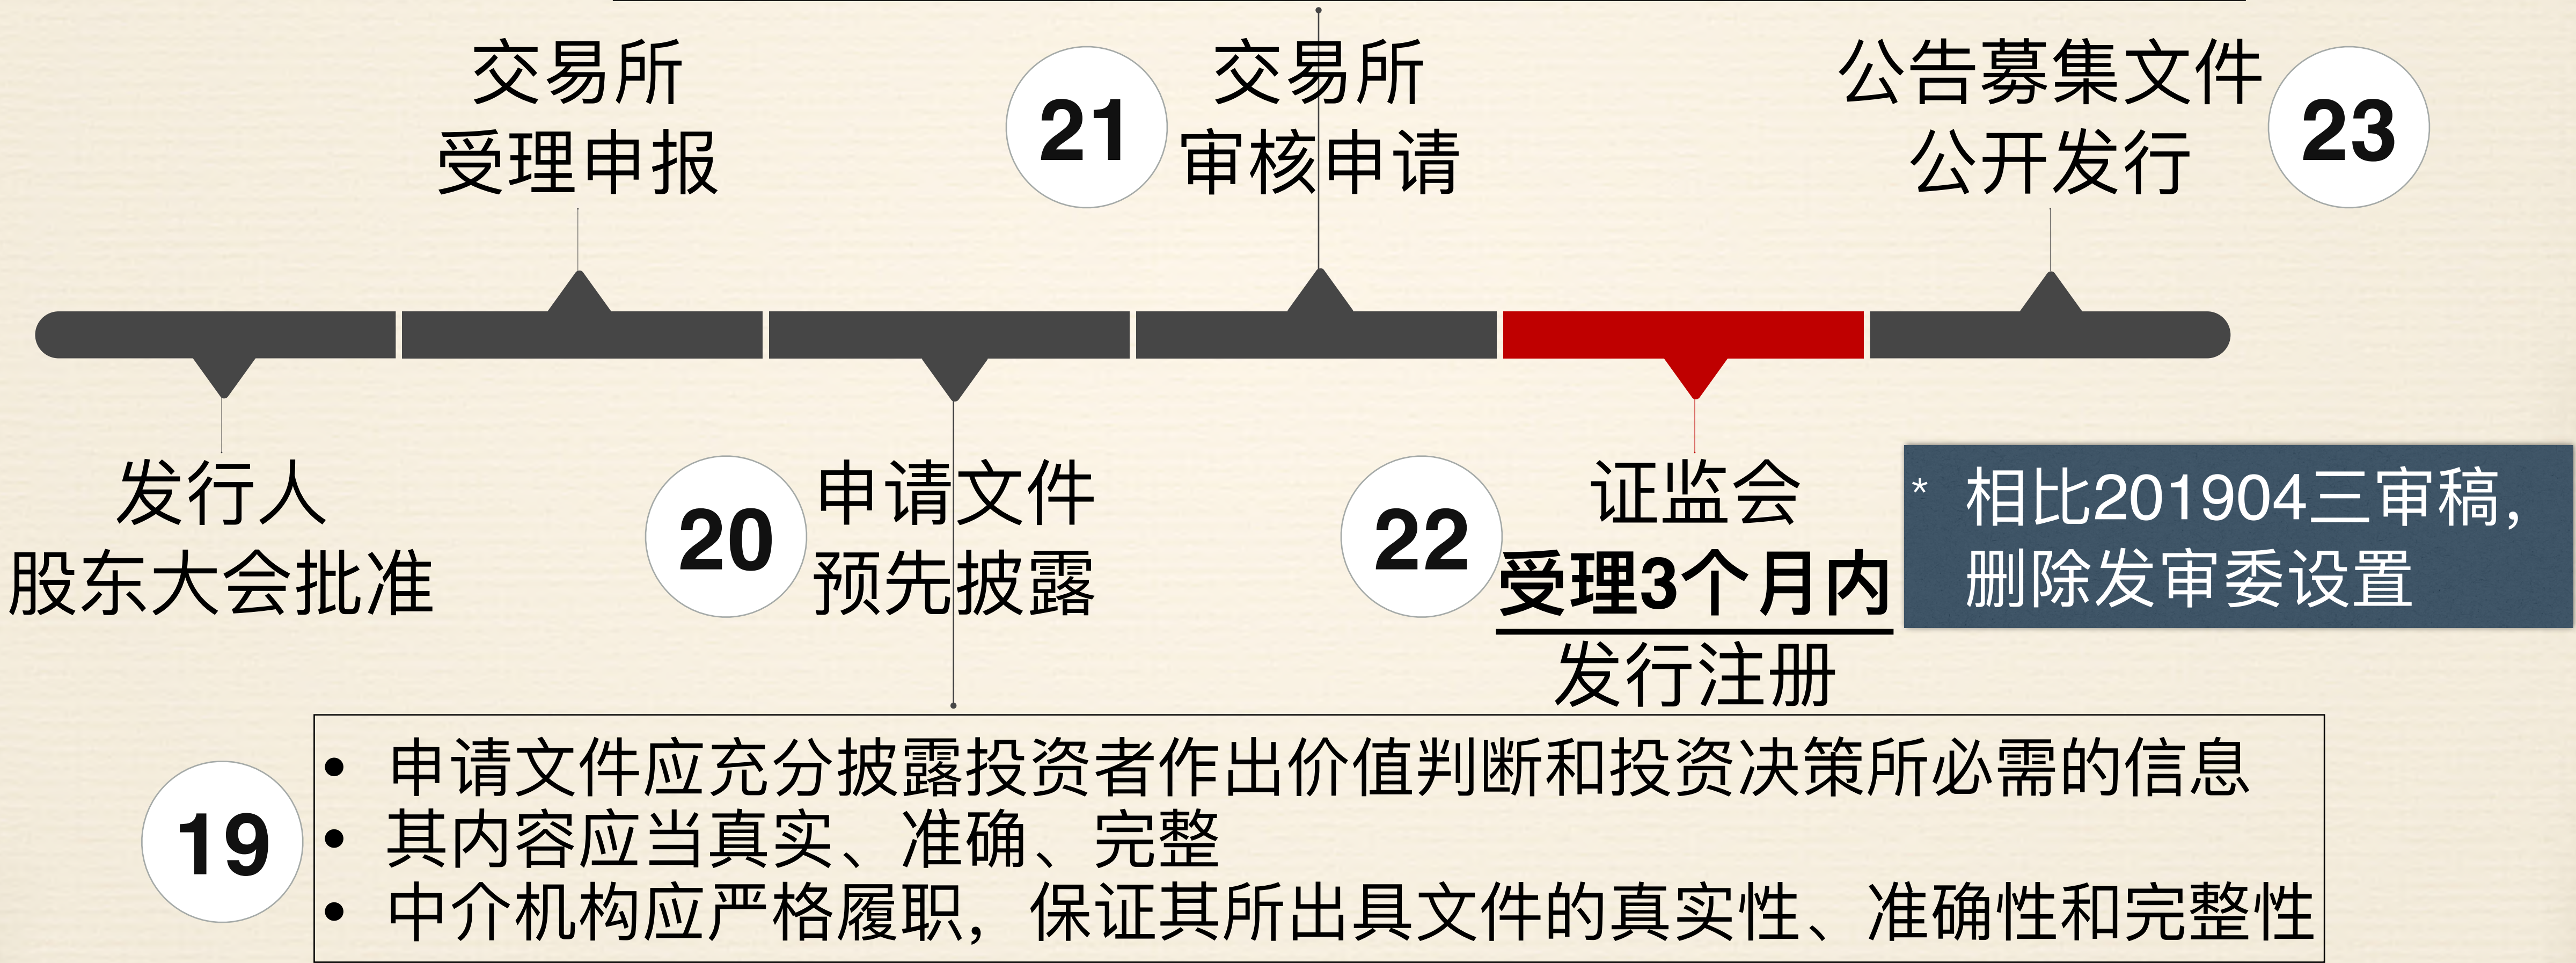 交易所
受理申报
21
交易所
审核申请
公告募集文件
公开发行
23
发行人
股东大会批准
20
申请文件
预先披露
22
证监会
受理3个月内
发行注册
* 相比201904三审稿，
删除发审委设置
19
• 申请文件应充分披露投资者作出价值判断和投资决策所必需的信息
• 其内容应当真实、准确、完整
• 中介机构应严格履职，保证其所出具文件的真实性、准确性和完整性